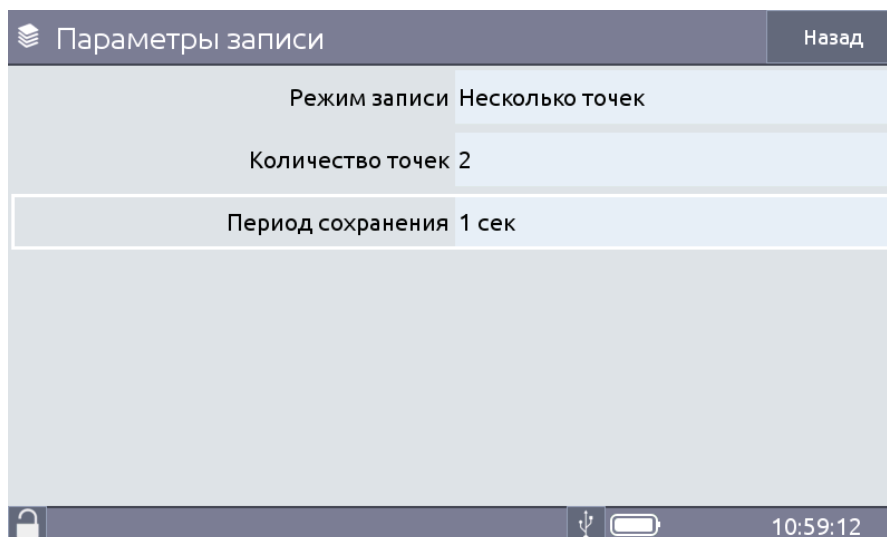 Параметры записи
Назад
Режим записи Несколько точек
Количество точек 2
Период сохранения 1 сек
10:59:12